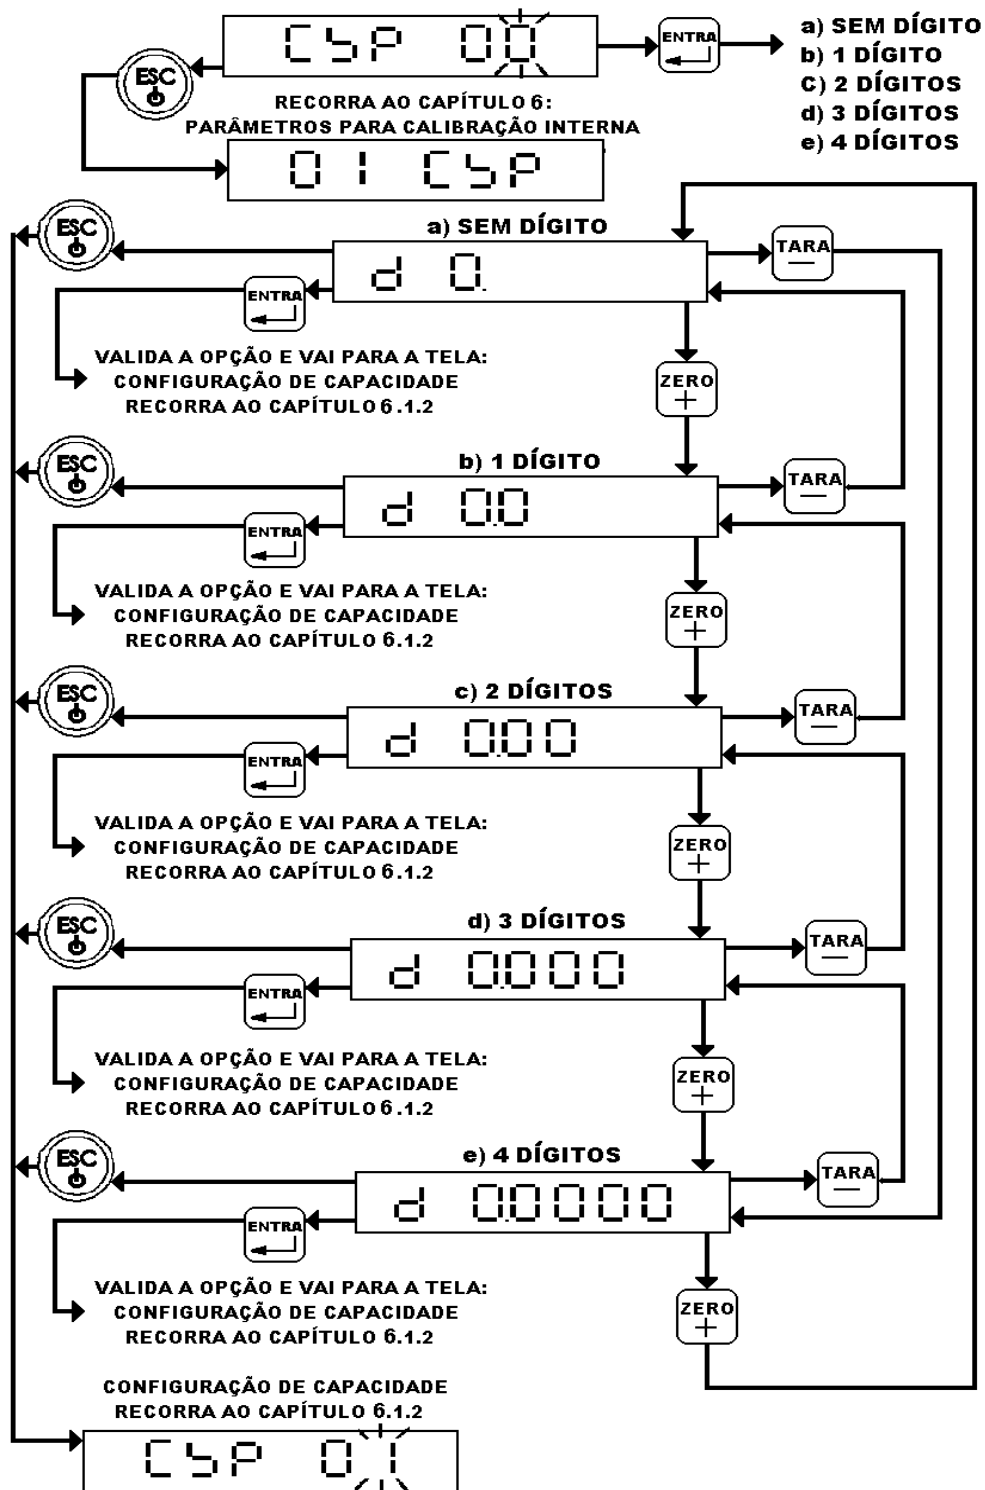 CSP 00
ENTRA
a) SEM DÍGITO
b) 1 DÍGITO
C) 2 DÍGITOS
d) 3 DÍGITOS
e) 4 DÍGITOS
ESC
RECORRA AO CAPÍTULO 6:
PARÂMETROS PARA CALIBRAÇÃO INTERNA
01 CSP
ESC
a) SEM DÍGITO
d 0.
TARA
—
ENTRA
VALIDA A OPÇÃO E VAI PARA A TELA:
CONFIGURAÇÃO DE CAPACIDADE
RECORRA AO CAPÍTULO 6.1.2
ZERO
+
ESC
b) 1 DÍGITO
d 0.0
TARA
—
ENTRA
VALIDA A OPÇÃO E VAI PARA A TELA:
CONFIGURAÇÃO DE CAPACIDADE
RECORRA AO CAPÍTULO 6.1.2
ZERO
+
ESC
c) 2 DÍGITOS
d 0.00
TARA
—
ENTRA
VALIDA A OPÇÃO E VAI PARA A TELA:
CONFIGURAÇÃO DE CAPACIDADE
RECORRA AO CAPÍTULO 6.1.2
ZERO
+
ESC
d) 3 DÍGITOS
d 0.000
TARA
—
ENTRA
VALIDA A OPÇÃO E VAI PARA A TELA:
CONFIGURAÇÃO DE CAPACIDADE
RECORRA AO CAPÍTULO 6.1.2
ZERO
+
ESC
e) 4 DÍGITOS
d 0.0000
TARA
—
ENTRA
VALIDA A OPÇÃO E VAI PARA A TELA:
CONFIGURAÇÃO DE CAPACIDADE
RECORRA AO CAPÍTULO 6.1.2
ZERO
+
CONFIGURAÇÃO DE CAPACIDADE
RECORRA AO CAPÍTULO 6.1.2
CSP 01